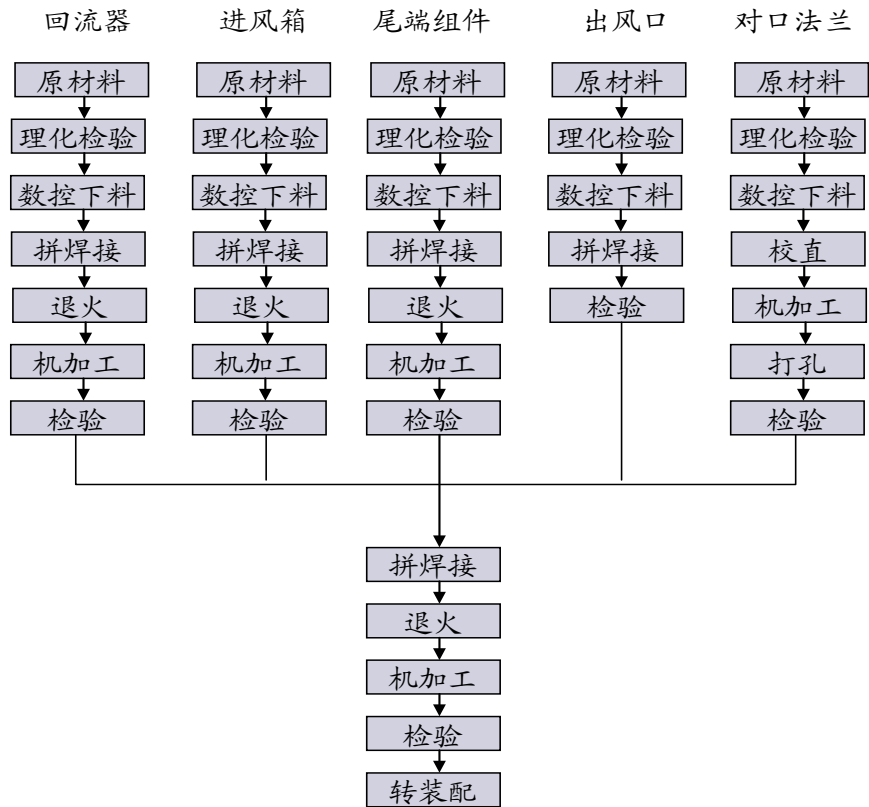 回流器 进风箱 尾端组件 出风口 对口法兰
原材料 原材料 原材料 原材料 原材料
理化检验 理化检验 理化检验 理化检验 理化检验
数控下料 数控下料 数控下料 数控下料 数控下料
拼焊接 拼焊接 拼焊接 拼焊接 校直
退火 退火 退火 检验 机加工
机加工 机加工 机加工 打孔
检验 检验 检验 检验
拼焊接
退火
机加工
检验
转装配